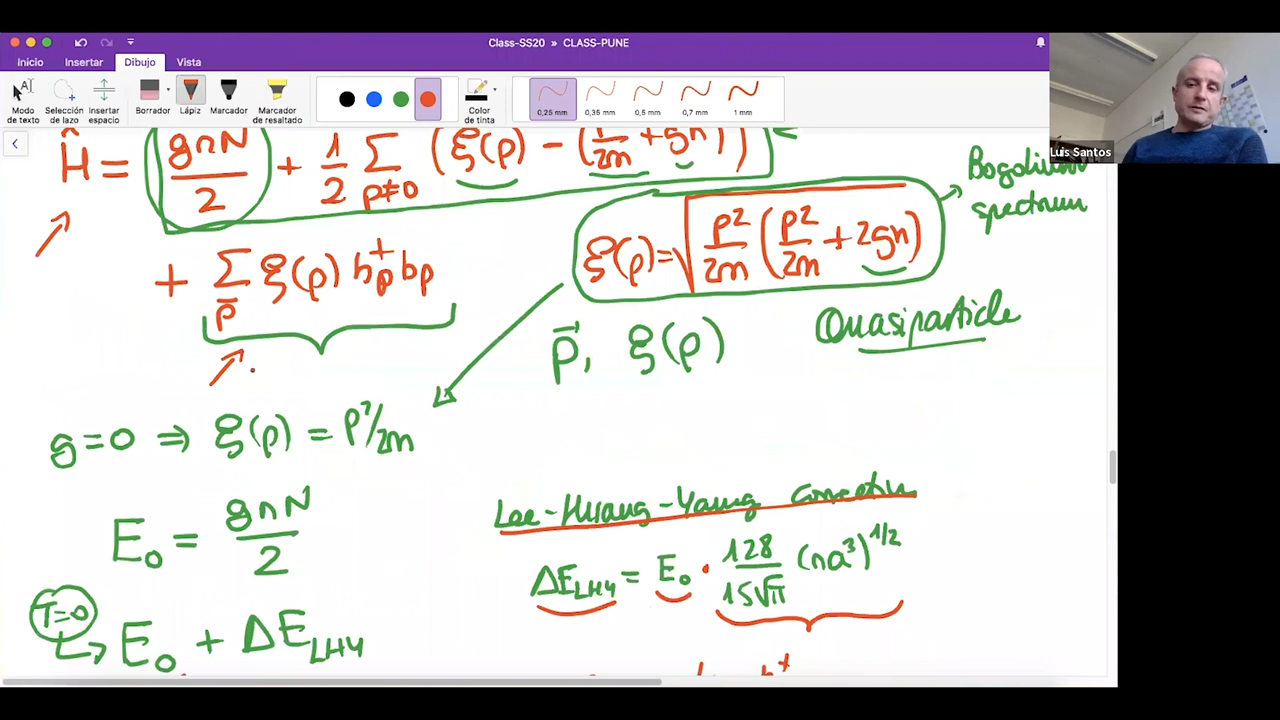 Class-SS20 » CLASS-PUNE
Inicio Insertar Dibujo Vista
Modo de texto
Selección de lazo
Insertar espacio
Borrador
Lápiz
Marcador
Marcador de resaltado
Color de tinta
0,25 mm
0,35 mm
0,5 mm
0,7 mm
1 mm
Luis Santos
Ĥ = gnN/2 + 1/2 Σ_{p≠0} (ξ(p) − (/2m + gn))
+ Σ_p̄ ξ(p) b_p^+ b_p
ξ(p) = √(p²/2m (p²/2m + 2gn))
spectrum
p⃗, ξ(p)
Quasiparticle
g=0 ⇒ ξ(p) = p²/2m
E₀ = gnN/2
Lee-Huang-Yang correction
ΔE_LHY = E₀ · 128/15√π (na³)^1/2
T=0
E₀ + ΔE_LHY